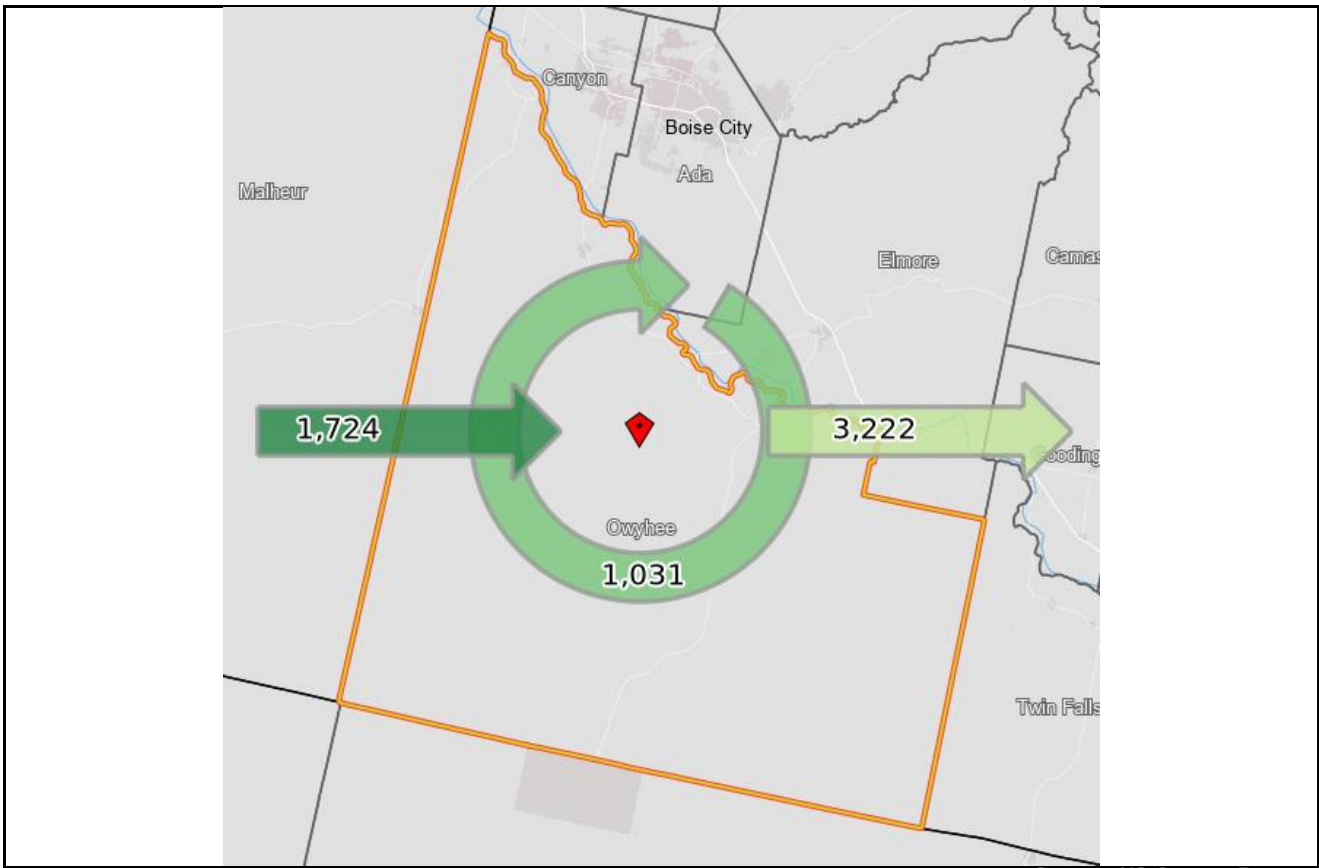 Canyon
Boise City
Ada
Malheur
Elmore
Camas
1,724
3,222
Gooding
Owyhee
1,031
Twin Falls